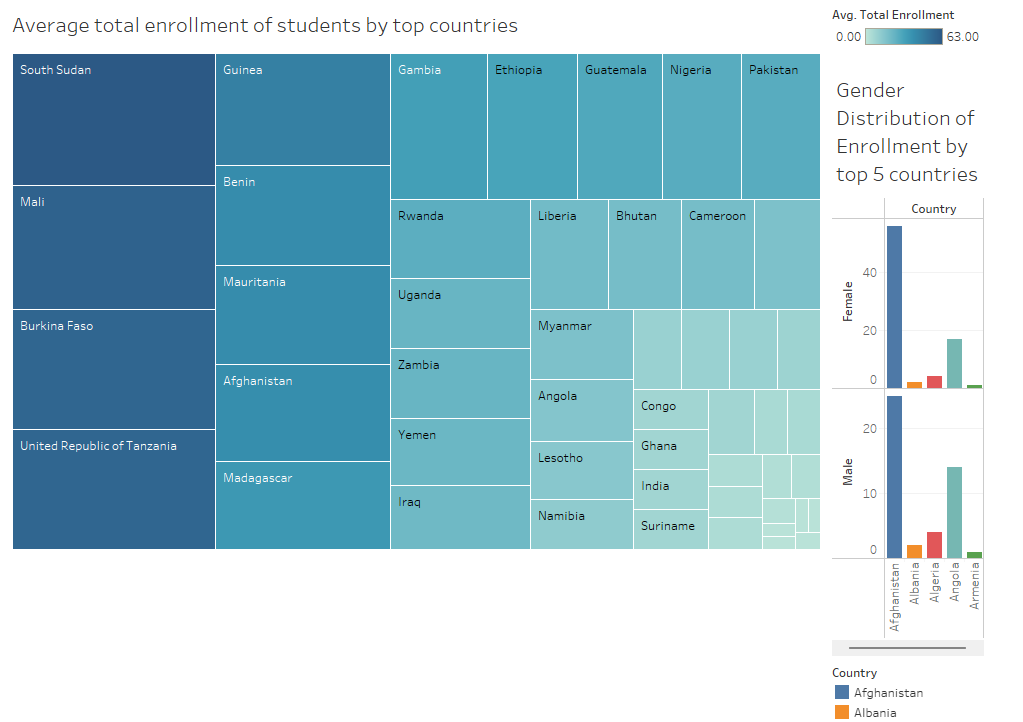 Average total enrollment of students by top countries
Avg. Total Enrollment
0.00 63.00
South Sudan
Mali
Burkina Faso
United Republic of Tanzania
Guinea
Benin
Mauritania
Afghanistan
Madagascar
Gambia
Ethiopia
Guatemala
Nigeria
Pakistan
Rwanda
Uganda
Zambia
Yemen
Iraq
Liberia
Bhutan
Cameroon
Myanmar
Angola
Lesotho
Namibia
Congo
Ghana
India
Suriname
Gender
Distribution of
Enrollment by
top 5 countries
Country
Female
40
20
0
Male
20
10
0
Afghanistan
Albania
Algeria
Angola
Armenia
Country
Afghanistan
Albania